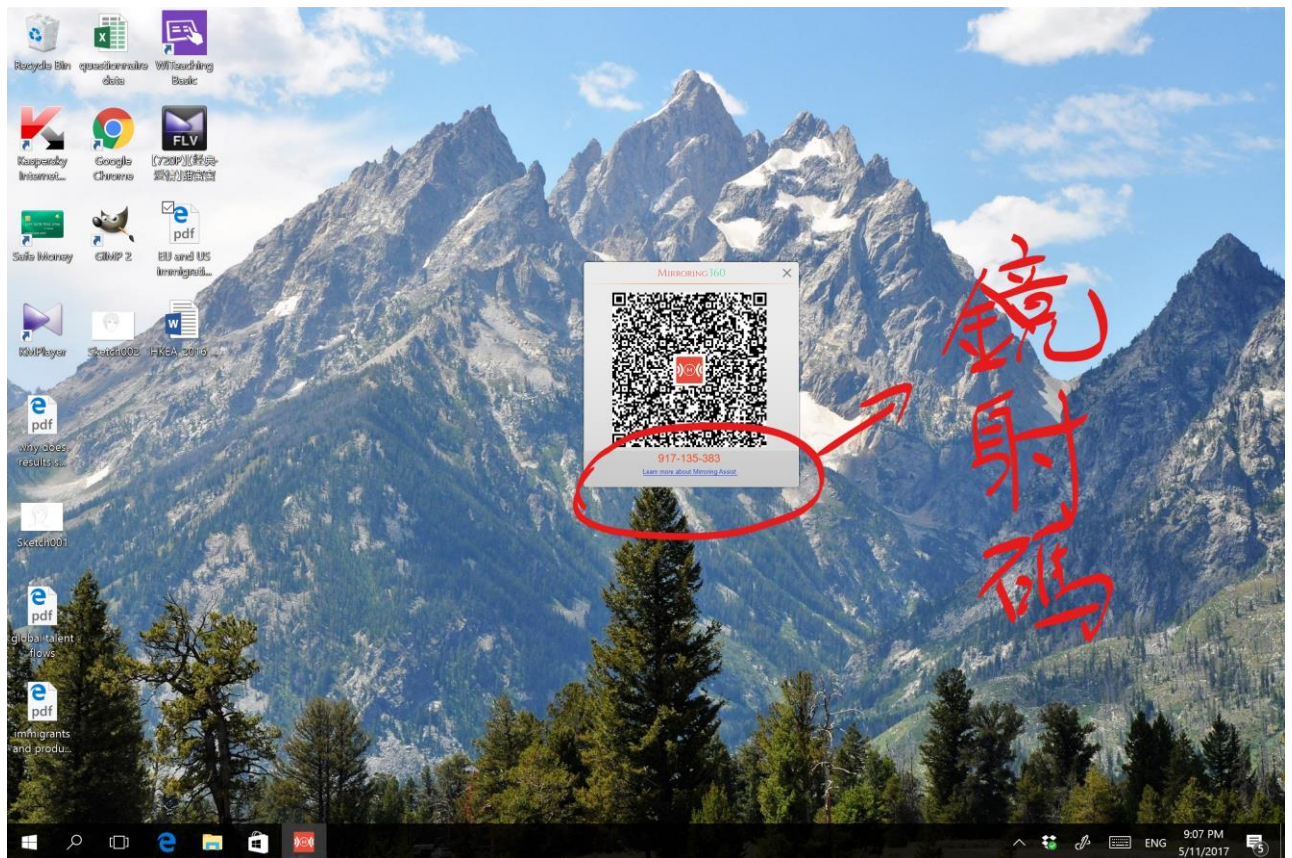 Recycle Bin
questionnaire
data
WiTeaching
Basic
Kaspersky
Internet...
Google
Chrome
FLV
Safe Money
GIMP 2
pdf
EU and US
immigrati...
KMPlayer
Sketch002
HKEA_2016 ...
pdf
why does
results s...
Sketch001
pdf
global talent
flows
pdf
immigrants
and produ...
MIRRORING360
917-135-383
Learn more about Mirroring Assist.
鏡
射
碼
ENG
9:07 PM
5/11/2017
5